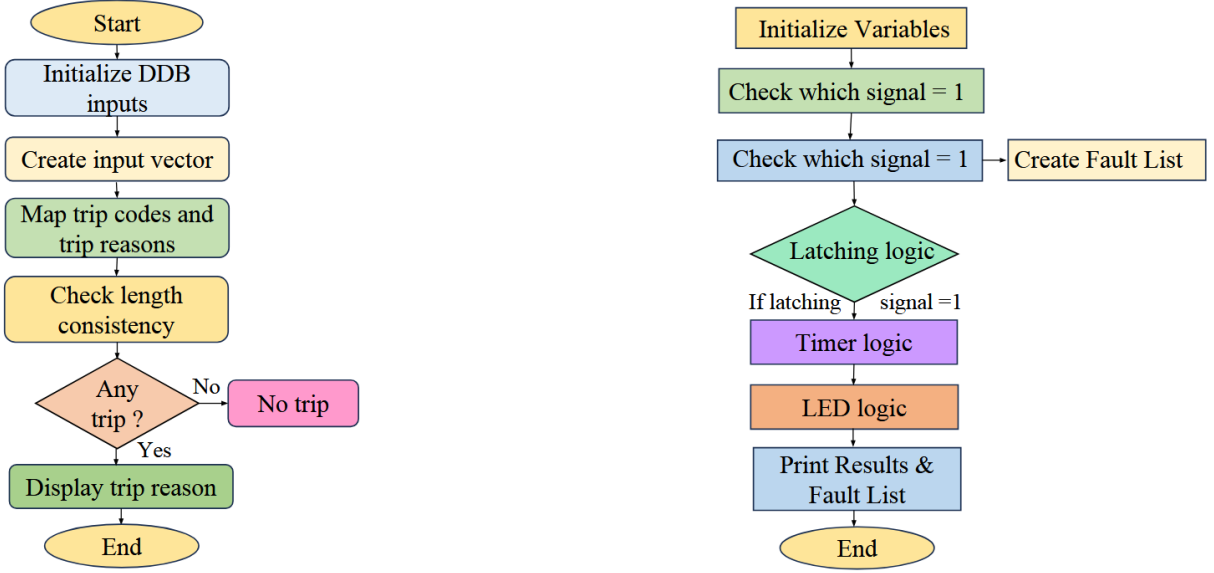 Start
Initialize DDB
inputs
Create input vector
Map trip codes and
trip reasons
Check length
consistency
Any
trip ?
No
No trip
Yes
Display trip reason
End
Initialize Variables
Check which signal = 1
Check which signal = 1
Create Fault List
Latching logic
If latching signal =1
Timer logic
LED logic
Print Results &
Fault List
End